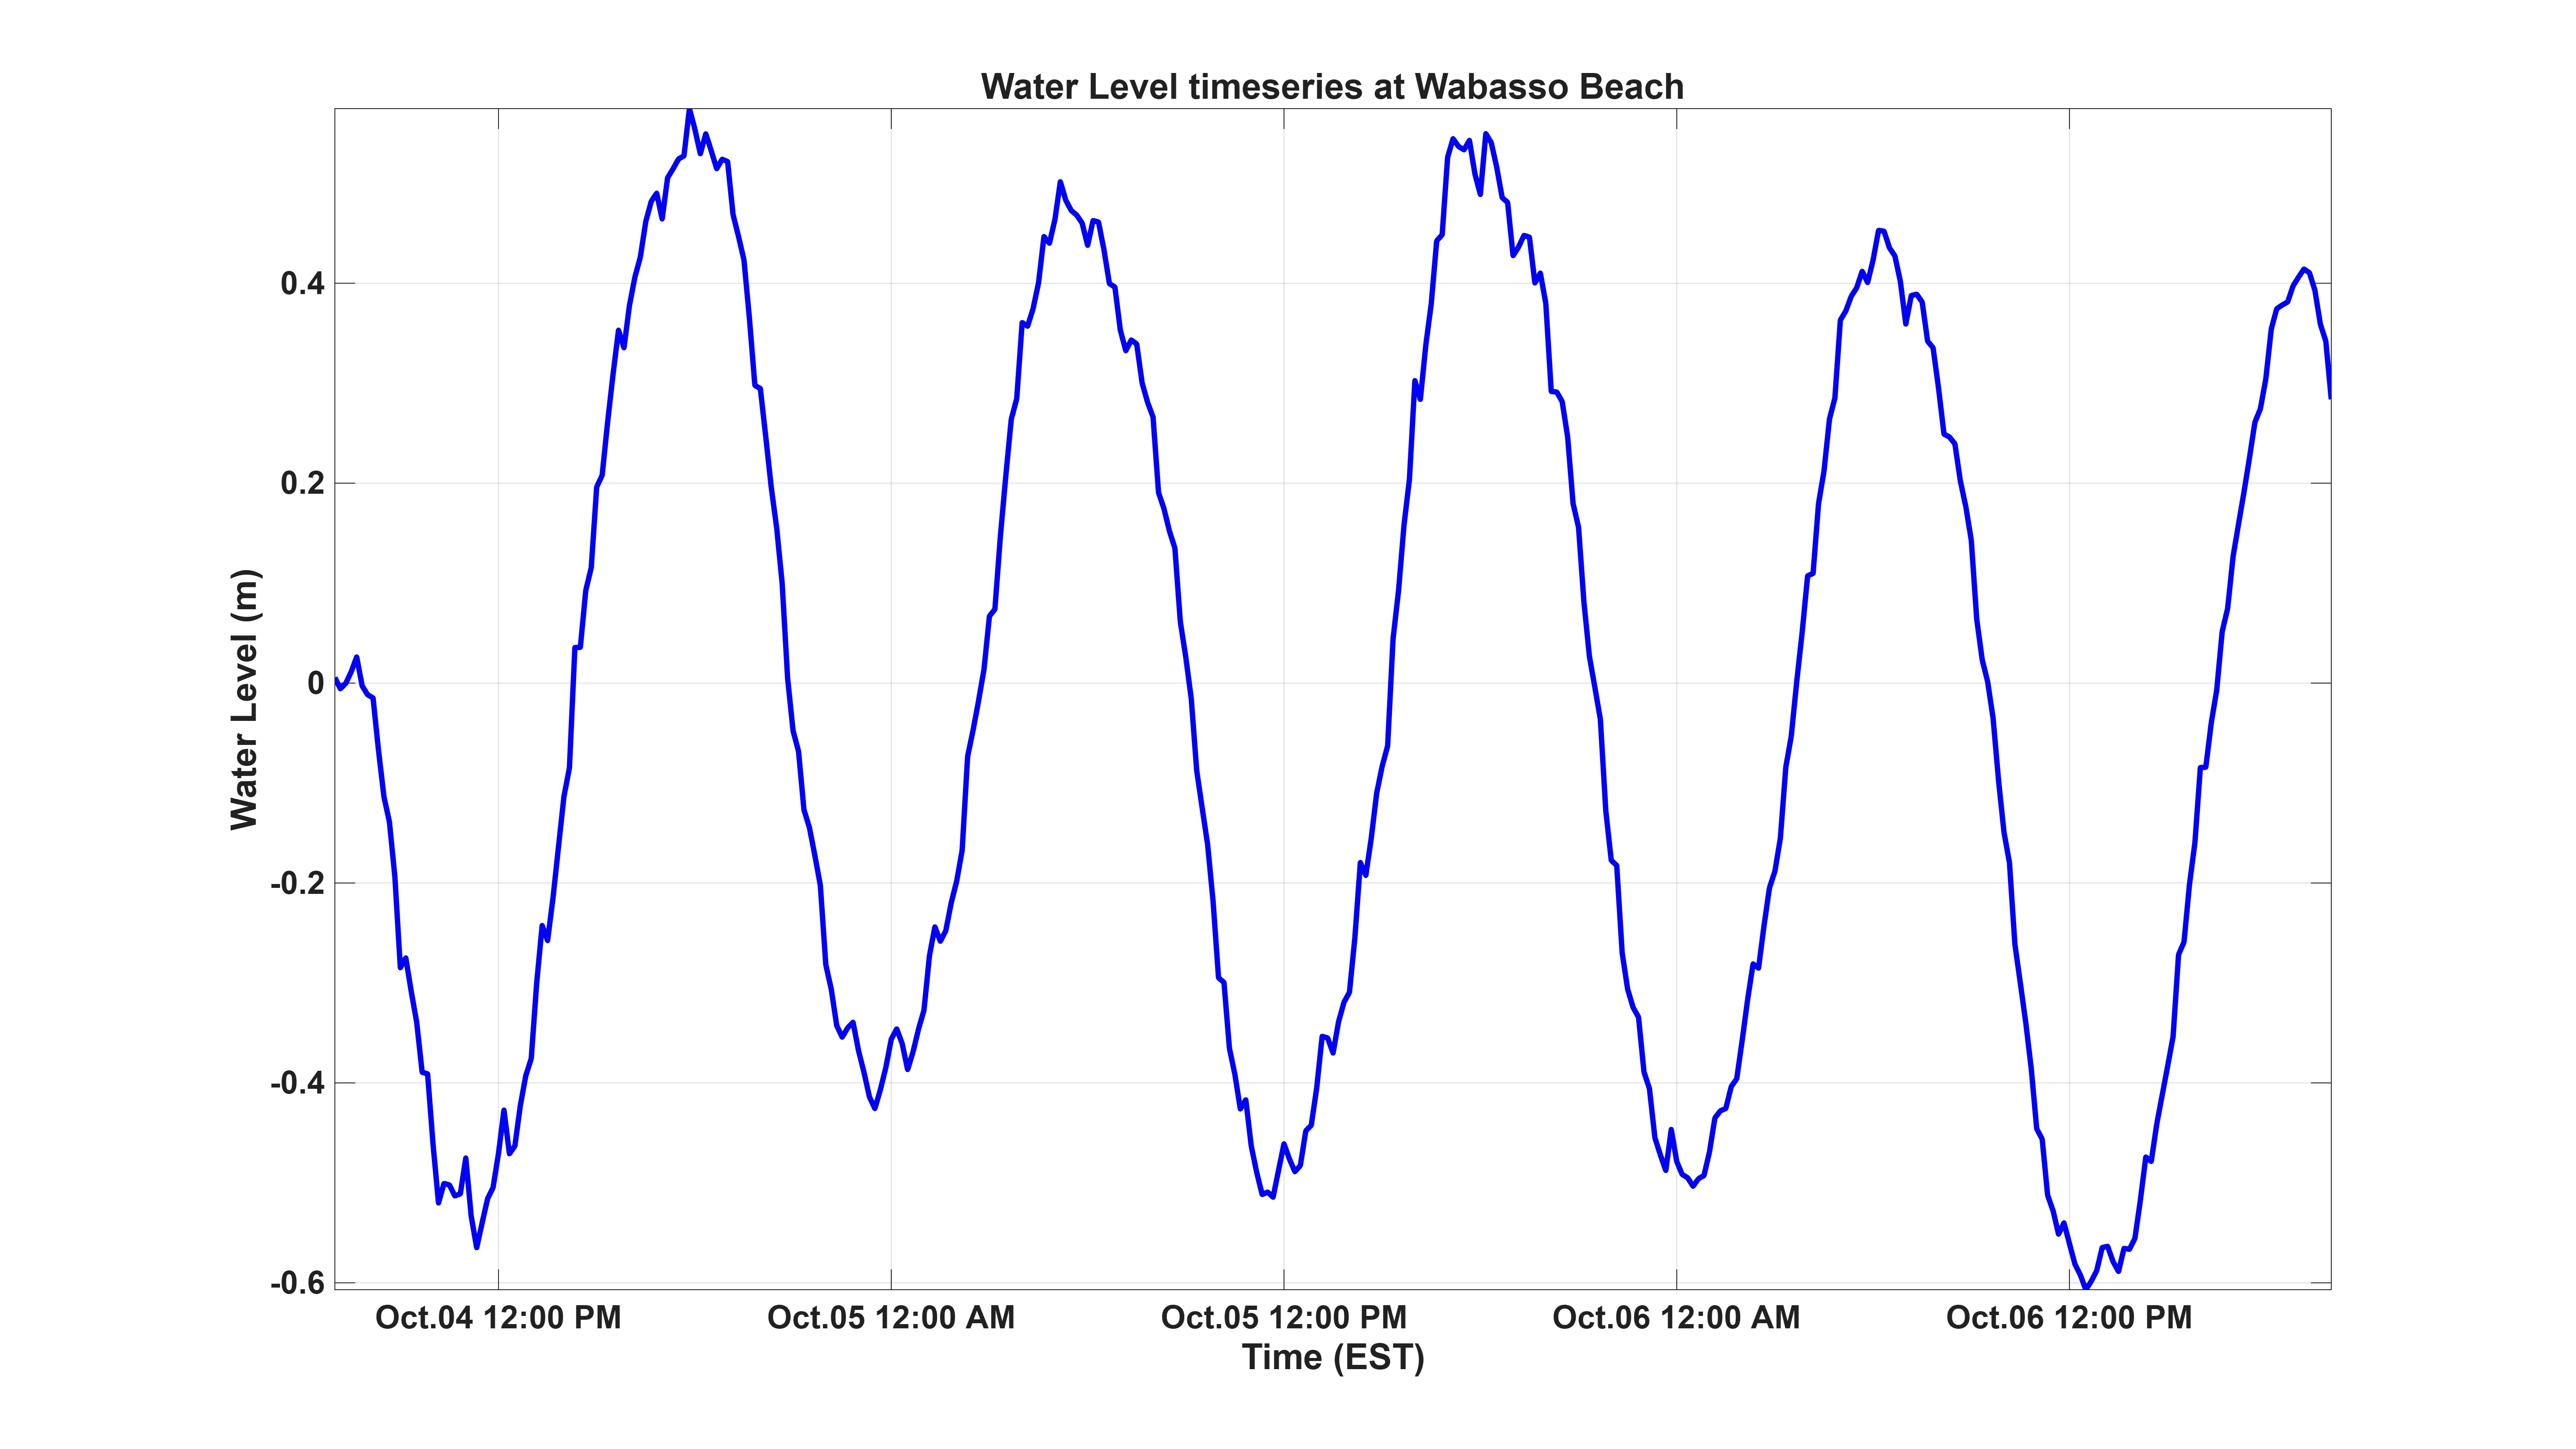 Water Level timeseries at Wabasso Beach
Water Level (m)
0.4
0.2
0
-0.2
-0.4
-0.6
Oct.04 12:00 PM Oct.05 12:00 AM Oct.05 12:00 PM Oct.06 12:00 AM Oct.06 12:00 PM
Time (EST)